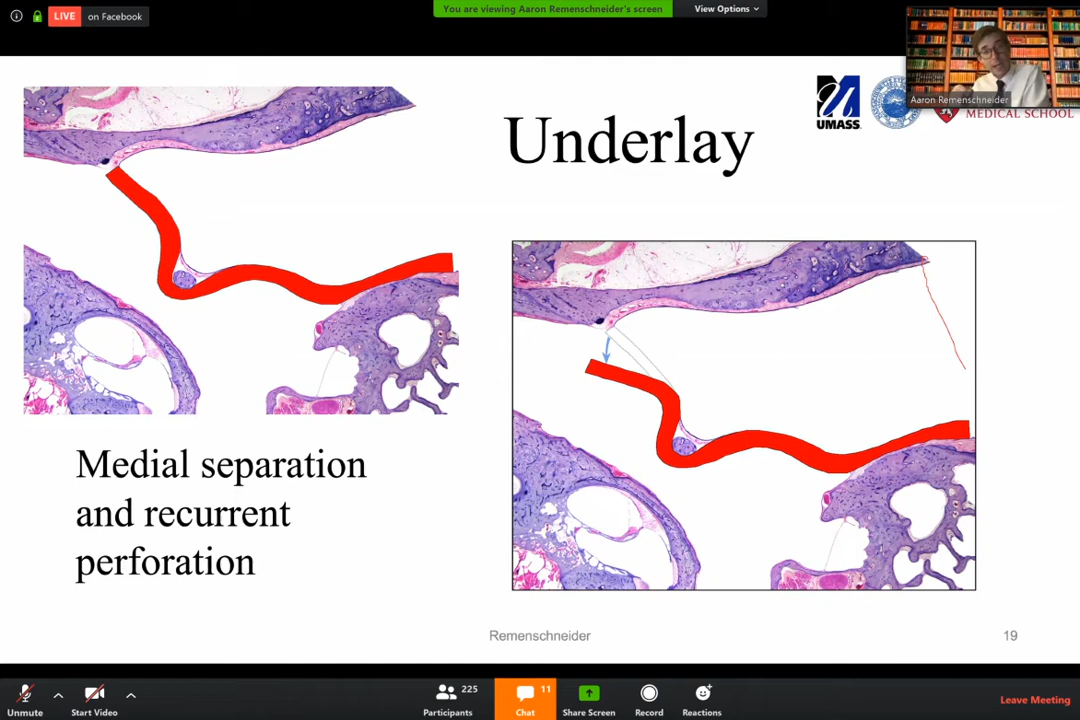 LIVE
on Facebook
You are viewing Aaron Remenschneider's screen
View Options
Aaron Remenschneider
UMASS
MEDICAL SCHOOL
Underlay
Medial separation
and recurrent
perforation
Remenschneider
19
Unmute
Start Video
225
Participants
11
Chat
Share Screen
Record
Reactions
Leave Meeting